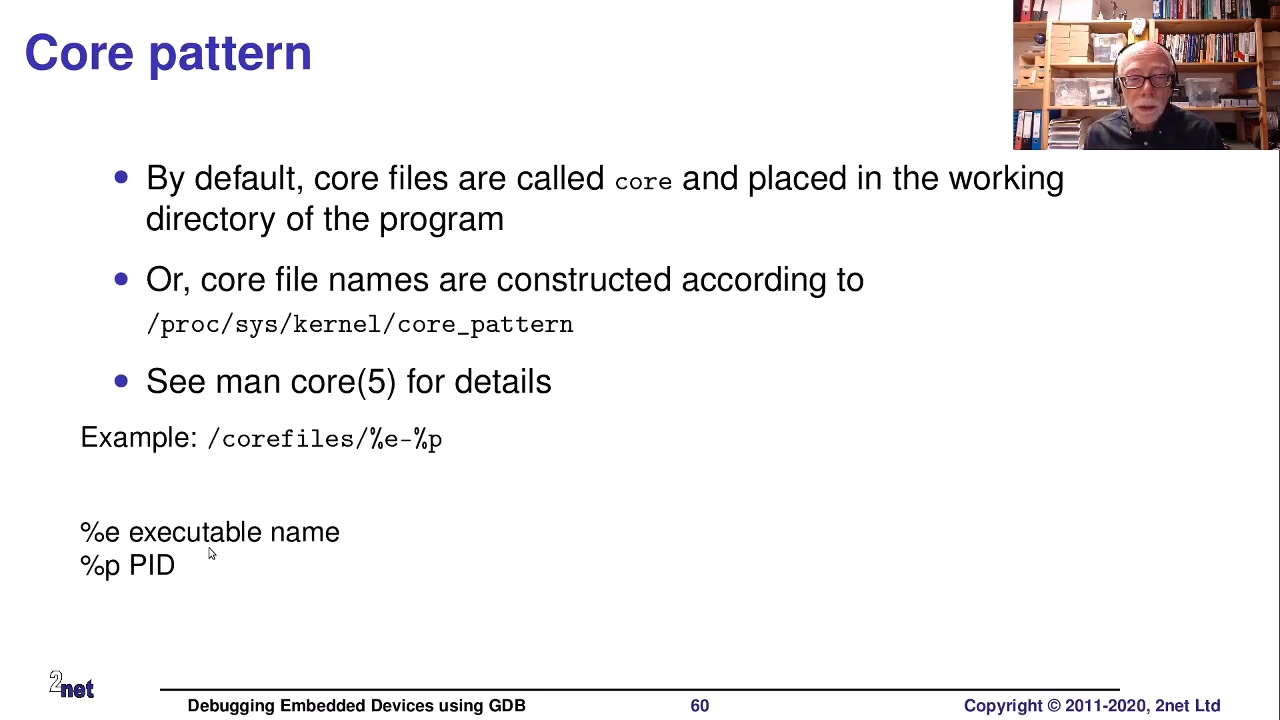 Core pattern
• By default, core files are called core and placed in the working
directory of the program
• Or, core file names are constructed according to
/proc/sys/kernel/core_pattern
• See man core(5) for details
Example: /corefiles/%e-%p
%e executable name
%p PID
2net
Debugging Embedded Devices using GDB 60 Copyright © 2011-2020, 2net Ltd